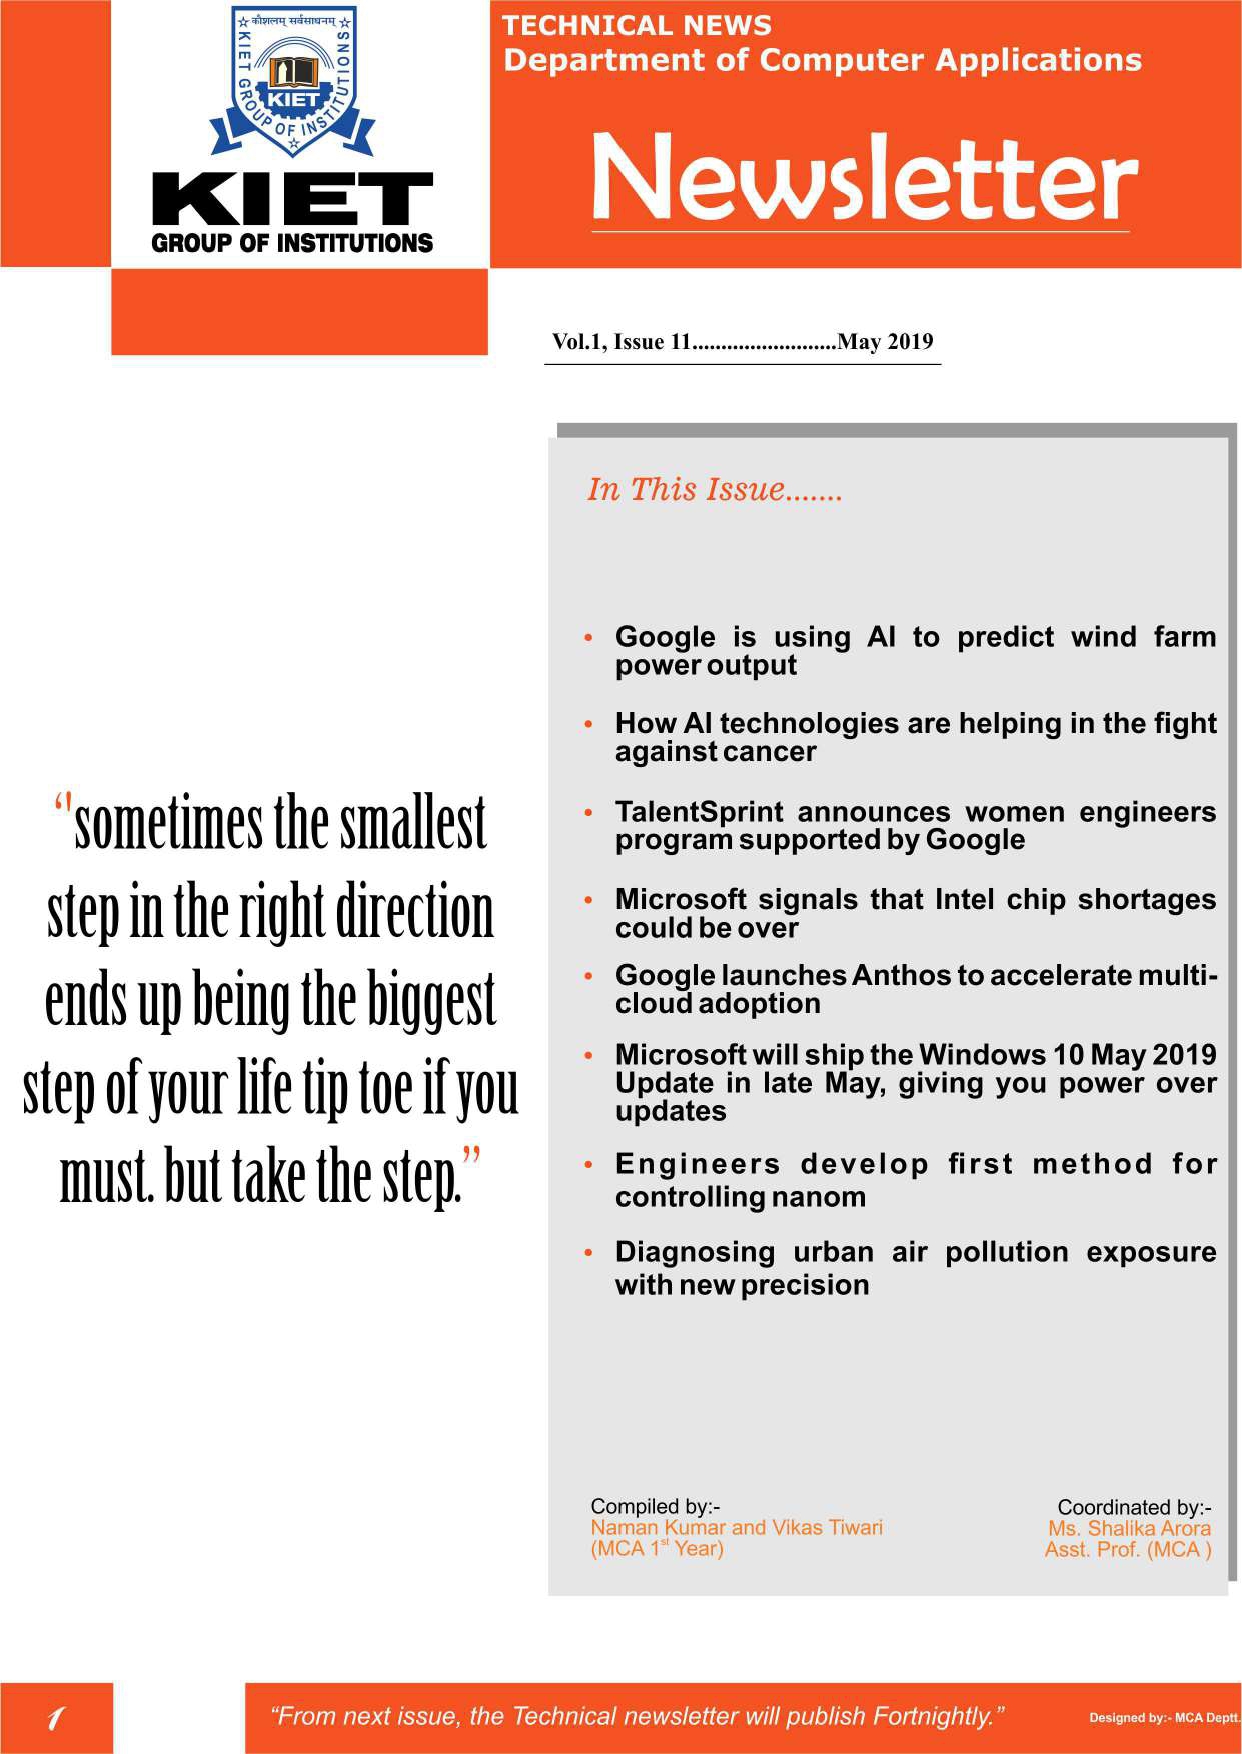 कौशलम् सर्वसाधनम्
KIET GROUP OF INSTITUTIONS
KIET
KIET
GROUP OF INSTITUTIONS
TECHNICAL NEWS
Department of Computer Applications
Newsletter
Vol.1, Issue 11.........................May 2019
“sometimes the smallest
step in the right direction
ends up being the biggest
step of your life tip toe if you
must. but take the step.”
In This Issue.......
• Google is using AI to predict wind farm
power output
• How AI technologies are helping in the fight
against cancer
• TalentSprint announces women engineers
program supported by Google
• Microsoft signals that Intel chip shortages
could be over
• Google launches Anthos to accelerate multi-
cloud adoption
• Microsoft will ship the Windows 10 May 2019
Update in late May, giving you power over
updates
• Engineers develop first method for
controlling nanom
• Diagnosing urban air pollution exposure
with new precision
Compiled by:-
Naman Kumar and Vikas Tiwari
(MCA 1st Year)
Coordinated by:-
Ms. Shalika Arora
Asst. Prof. (MCA )
1
“From next issue, the Technical newsletter will publish Fortnightly.”
Designed by:- MCA Deptt.